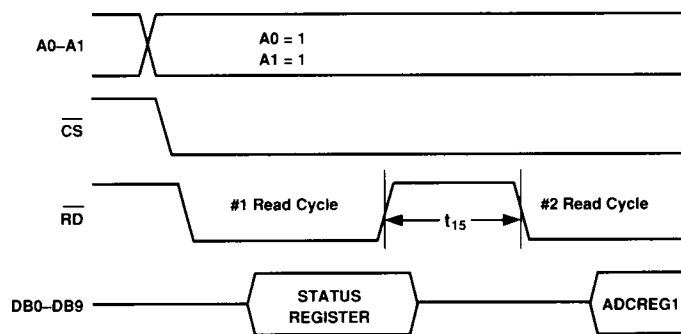 A0–A1
A0 = 1
A1 = 1
CS
RD
#1 Read Cycle
t15
#2 Read Cycle
DB0–DB9
STATUS
REGISTER
ADCREG1